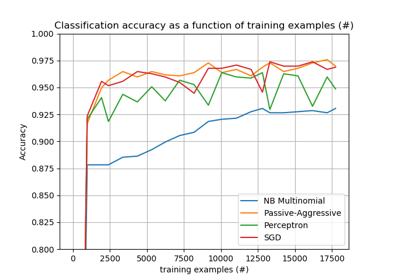 Classification accuracy as a function of training examples (#)
1.000
0.975
0.950
0.925
0.900
0.875
0.850
0.825
0.800
Accuracy
NB Multinomial
Passive-Aggressive
Perceptron
SGD
0 2500 5000 7500 10000 12500 15000 17500
training examples (#)